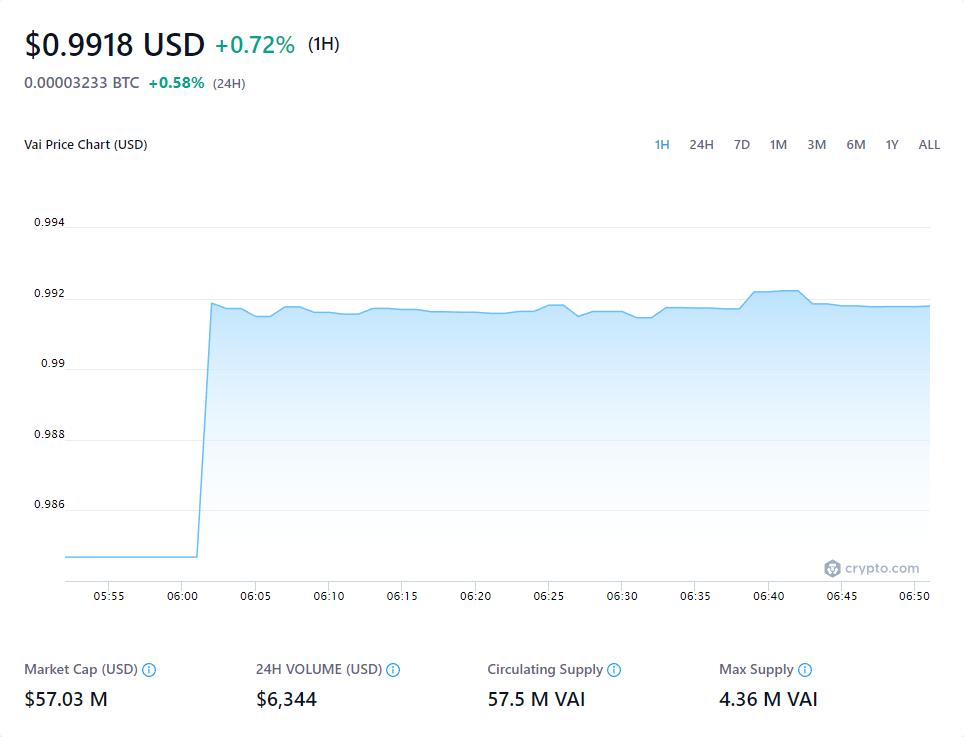 $0.9918 USD +0.72% (1H)
0.00003233 BTC +0.58% (24H)
Vai Price Chart (USD) 1H 24H 7D 1M 3M 6M 1Y ALL
0.994
0.992
0.99
0.988
0.986
crypto.com
05:55 06:00 06:05 06:10 06:15 06:20 06:25 06:30 06:35 06:40 06:45 06:50
Market Cap (USD) 24H VOLUME (USD) Circulating Supply Max Supply
$57.03 M $6,344 57.5 M VAI 4.36 M VAI